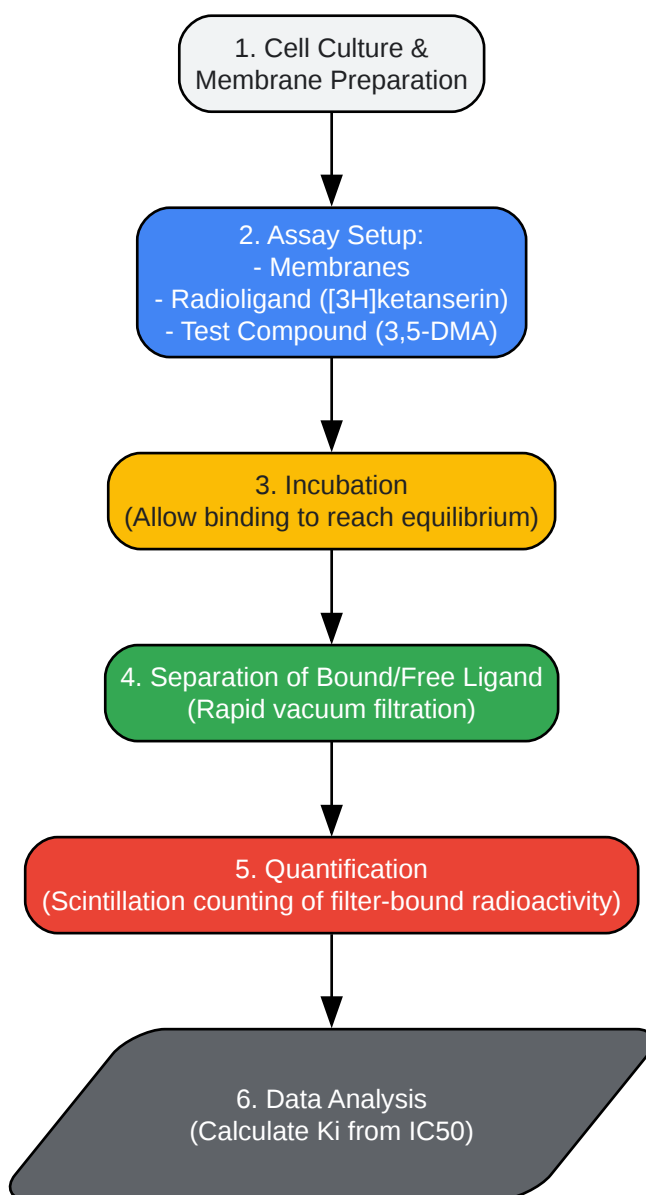 1. Cell Culture &
Membrane Preparation
2. Assay Setup:
- Membranes
- Radioligand ([3H]ketanserin)
- Test Compound (3,5-DMA)
3. Incubation
(Allow binding to reach equilibrium)
4. Separation of Bound/Free Ligand
(Rapid vacuum filtration)
5. Quantification
(Scintillation counting of filter-bound radioactivity)
6. Data Analysis
(Calculate Ki from IC50)